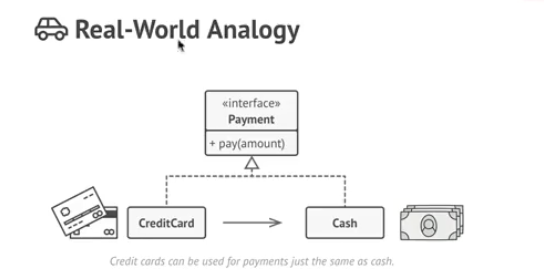 Real-World Analogy
«interface»
Payment
+ pay(amount)
CreditCard
Cash
Credit cards can be used for payments just the same as cash.